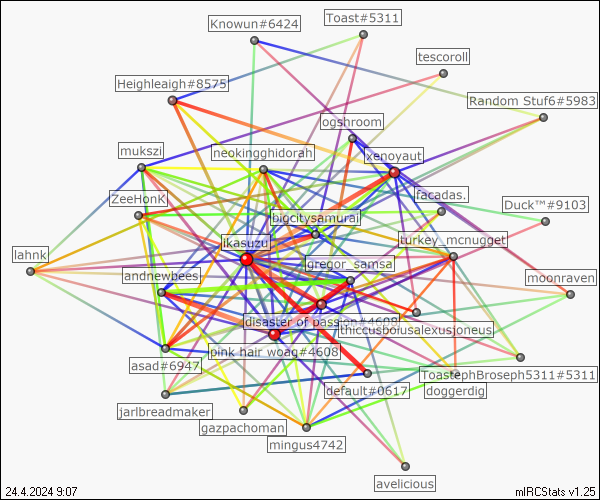 Toast#5311
Knowun#6424
tescoroll
Heighleaigh#8575
Random Stuf6#5983
ogshroom
mukszi
neokingghidorah
xenoyaut
ZeeHonK
facadas.
Duck™#9103
bigcitysamurai
ikasuzu
turkey_mcnugget
lahnk
gregor_samsa
andnewbees
moonraven
disaster of passion#4608
thiccusbolusalexusjoneus
pink hair woag#4608
asad#6947
ToastephBroseph5311#5311
default#0617
doggerdig
jarlbreadmaker
gazpachoman
mingus4742
avelicious
24.4.2024 9:07
mIRCStats v1.25